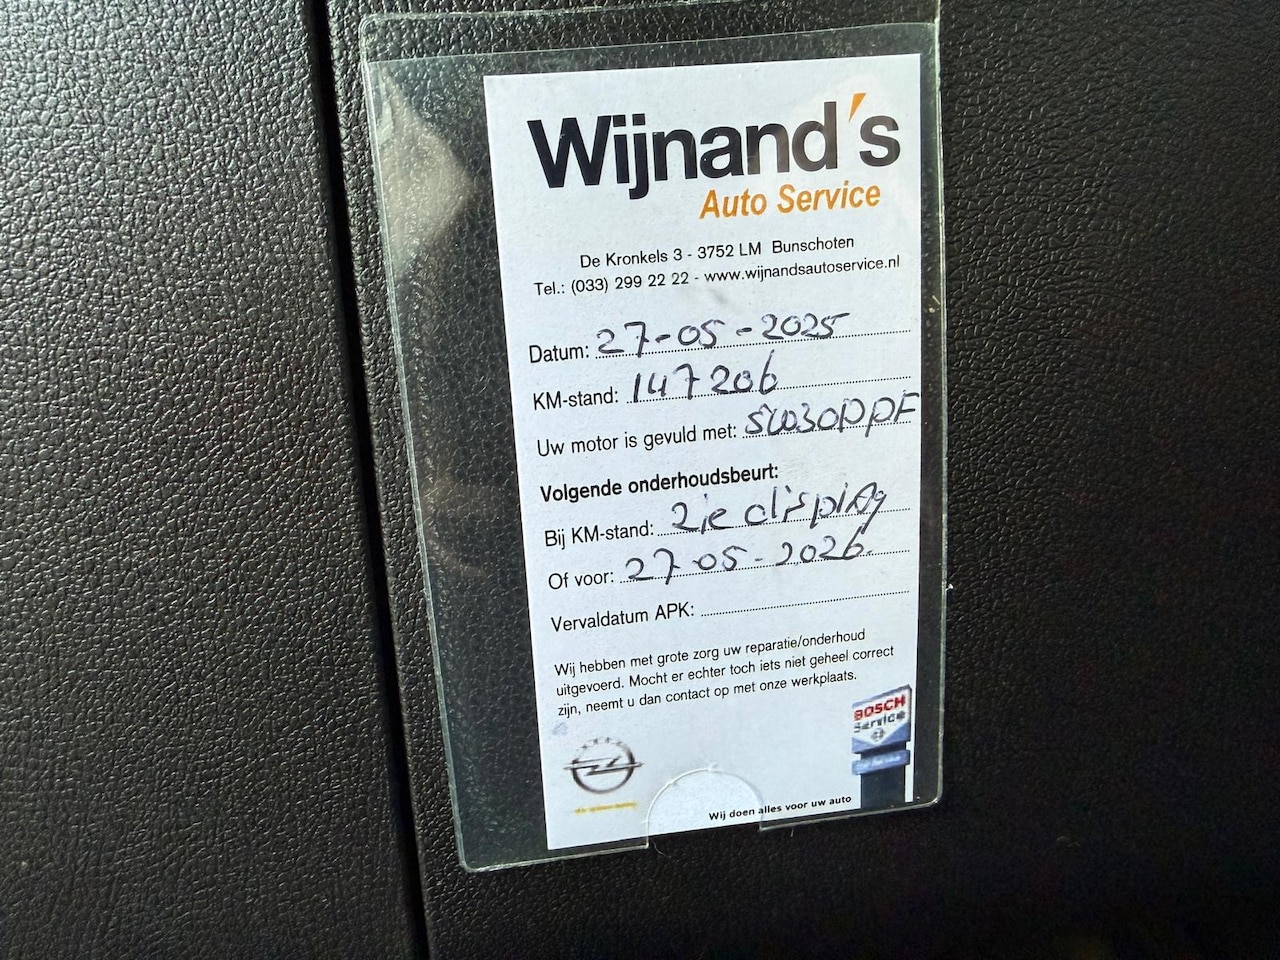 Wijnand's
Auto Service
De Kronkels 3 - 3752 LM Bunschoten
Tel.: (033) 299 22 22 - www.wijnandsautoservice.nl
Datum: 27-05-2025
KM-stand: 147206
Uw motor is gevuld met: 5W30DPF
Volgende onderhoudsbeurt:
Bij KM-stand: Zie display
Of voor: 27-05-2026.
Vervaldatum APK:
Wij hebben met grote zorg uw reparatie/onderhoud
uitgevoerd. Mocht er echter toch iets niet geheel correct
zijn, neemt u dan contact op met onze werkplaats.
BOSCH
Service
Wij doen alles voor uw auto